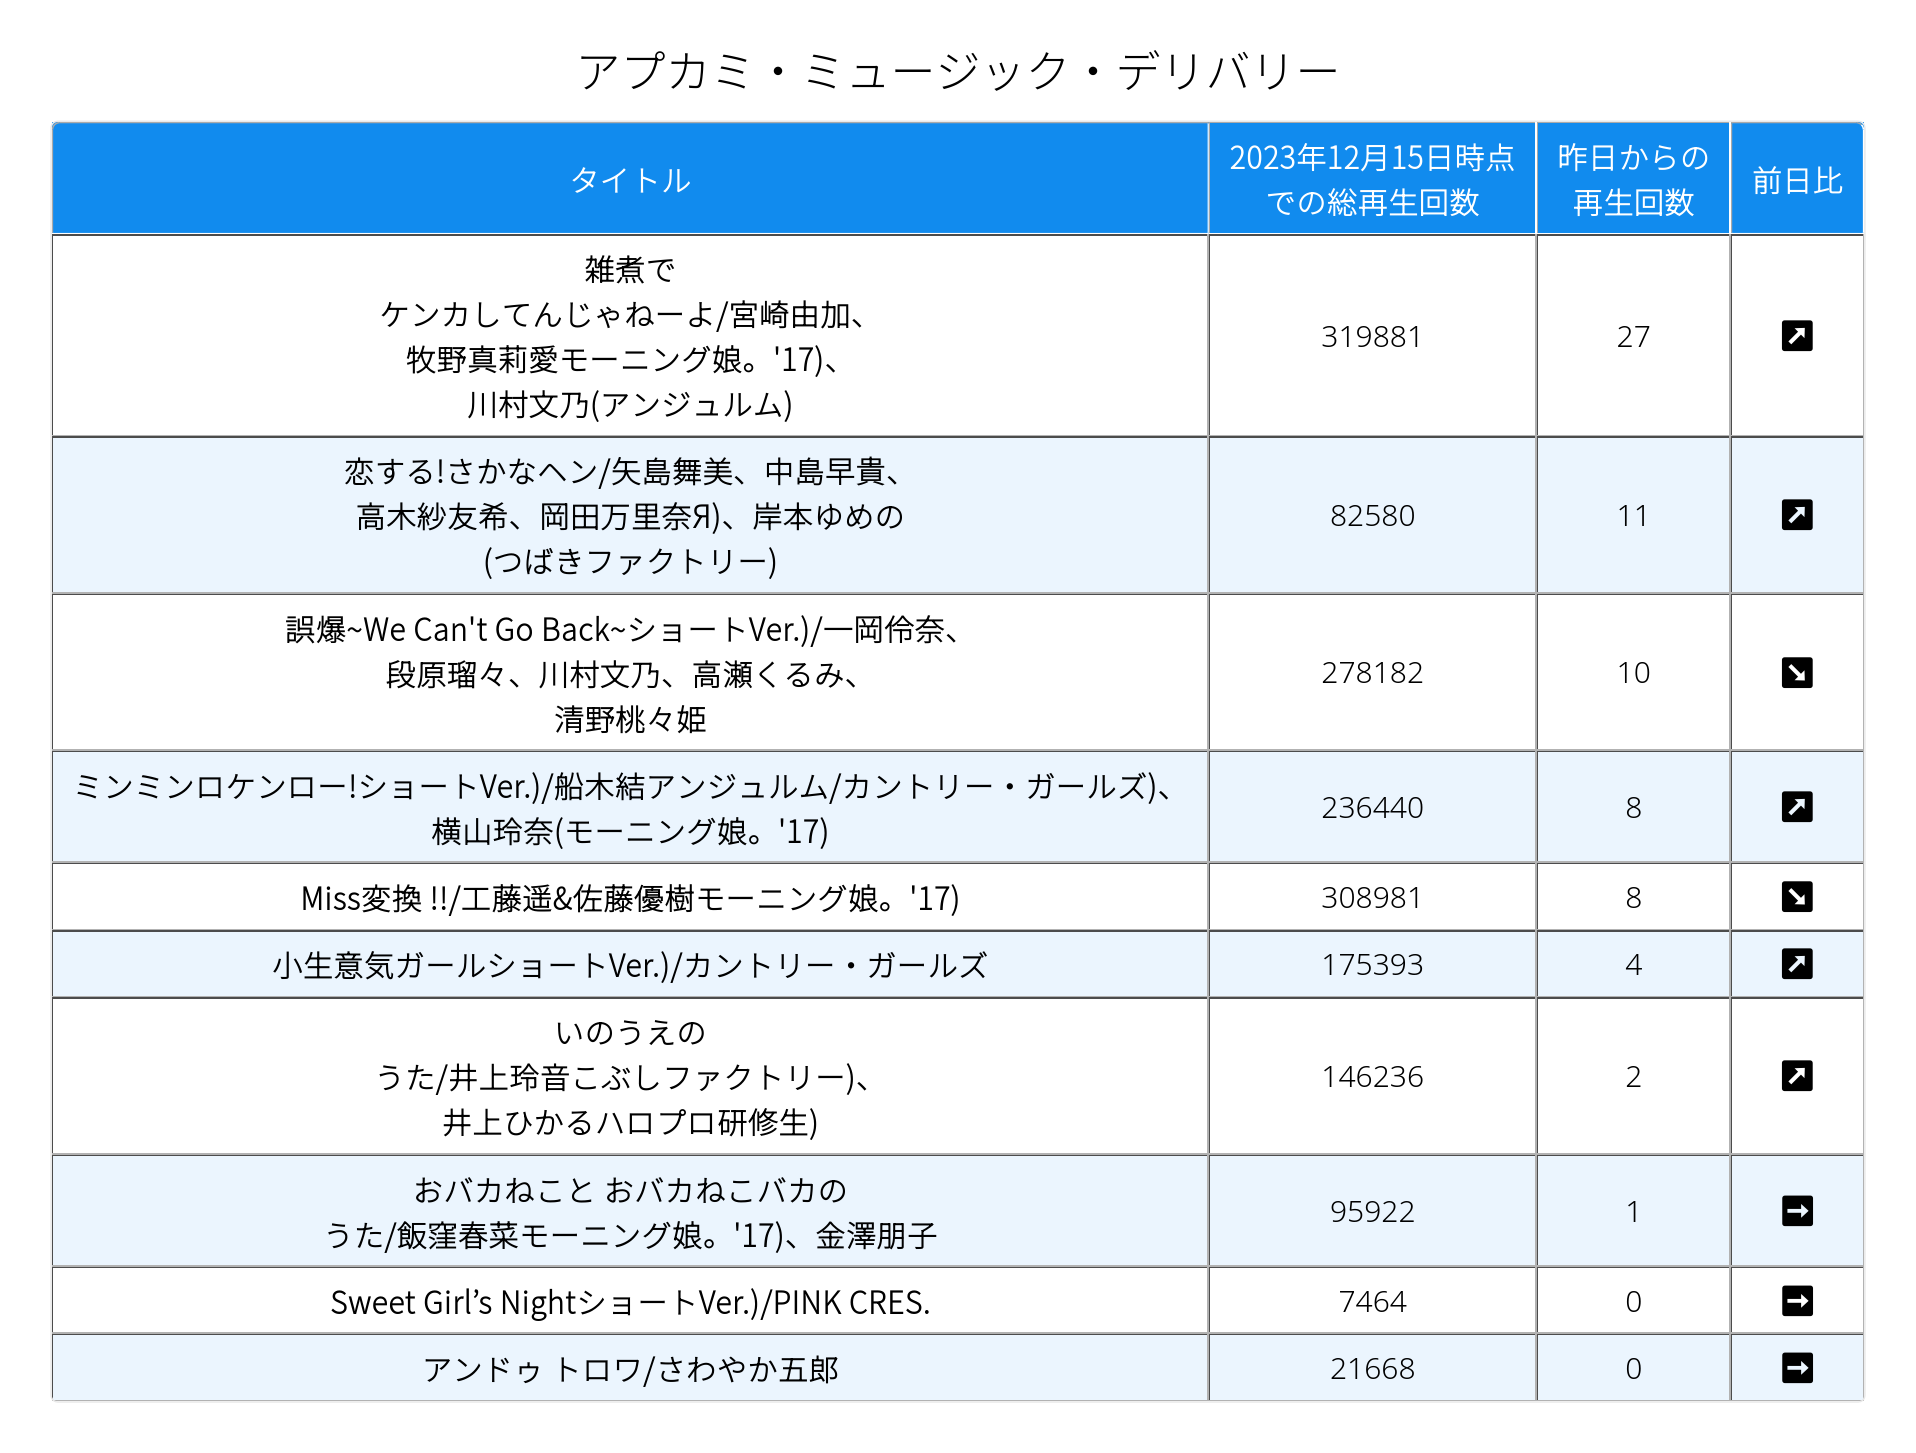 アプカミ・ミュージック・デリバリー
タイトル
2023年12月15日時点
での総再生回数
昨日からの
再生回数
前日比
雑煮で
ケンカしてんじゃねーよ/宮崎由加、
牧野真莉愛モーニング娘。'17)、
川村文乃(アンジュルム)
319881
27
恋する!さかなヘン/矢島舞美、中島早貴、
高木紗友希、岡田万里奈Я)、岸本ゆめの
(つばきファクトリー)
82580
11
誤爆~We Can't Go Back~ショートVer.)/一岡伶奈、
段原瑠々、川村文乃、高瀬くるみ、
清野桃々姫
278182
10
ミンミンロケンロー!ショートVer.)/船木結アンジュルム/カントリー・ガールズ)、
横山玲奈(モーニング娘。'17)
236440
8
Miss変換 !!/工藤遥&佐藤優樹モーニング娘。'17)
308981
8
小生意気ガールショートVer.)/カントリー・ガールズ
175393
4
いのうえの
うた/井上玲音こぶしファクトリー)、
井上ひかるハロプロ研修生)
146236
2
おバカねこと おバカねこバカの
うた/飯窪春菜モーニング娘。'17)、金澤朋子
95922
1
Sweet Girl’s NightショートVer.)/PINK CRES.
7464
0
アンドゥ トロワ/さわやか五郎
21668
0